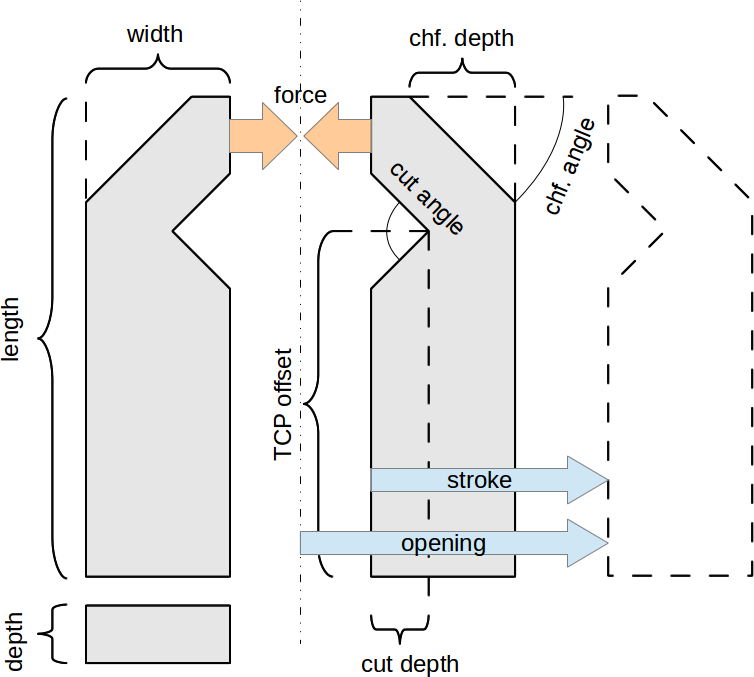 width
chf. depth
force
cut angle
chf. angle
length
TCP offset
stroke
opening
depth
cut depth